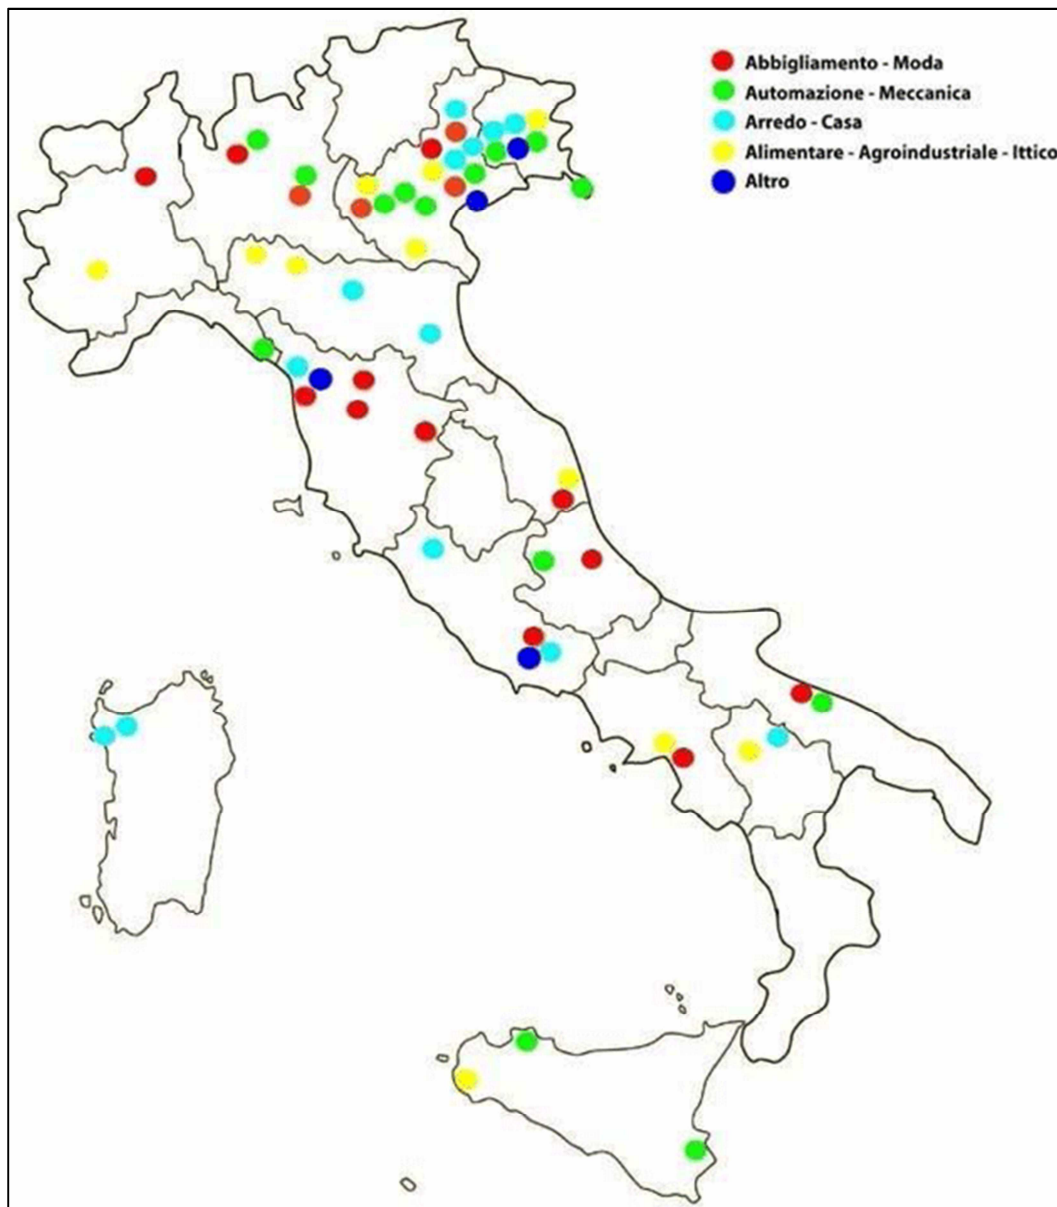 Abbigliamento - Moda
Automazione - Meccanica
Arredo - Casa
Alimentare - Agroindustriale - Ittico
Altro